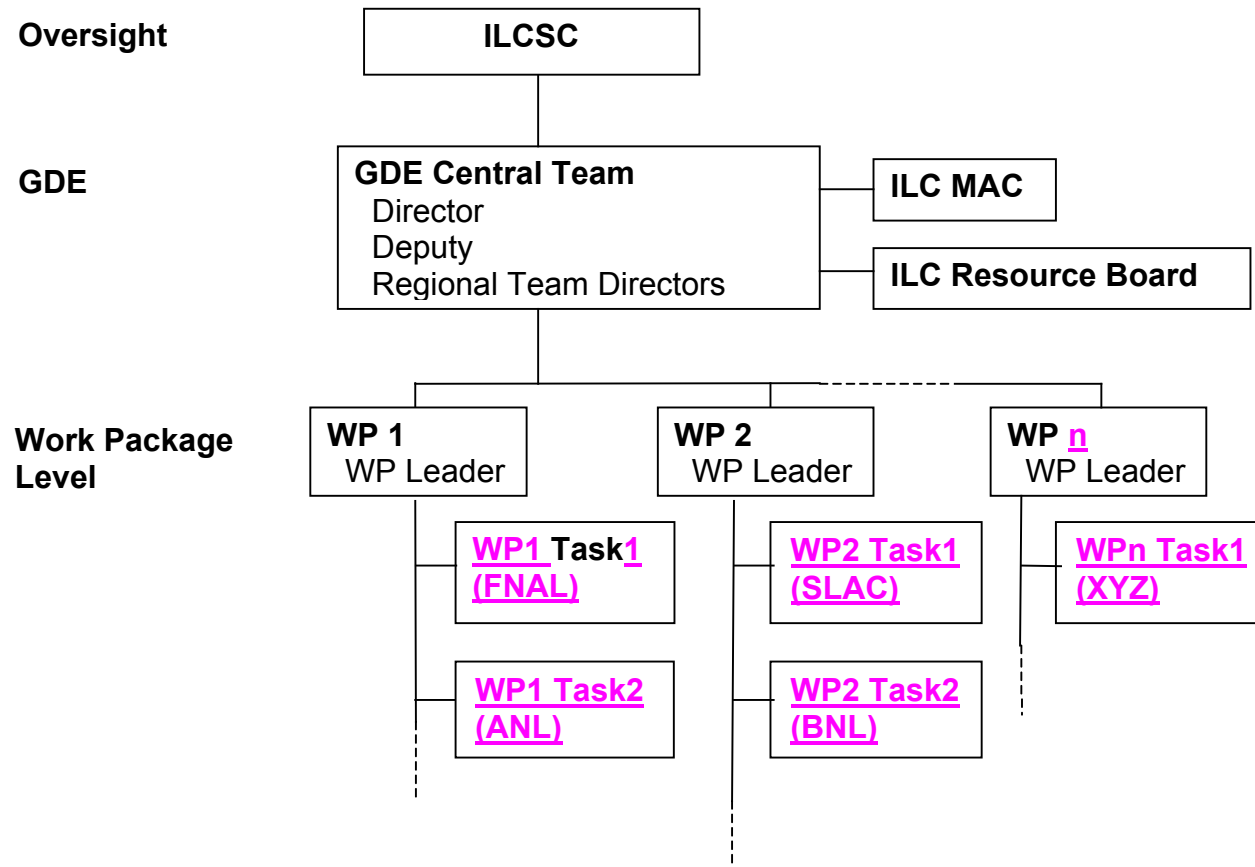 Oversight
ILCSC
GDE
GDE Central Team
Director
Deputy
Regional Team Directors
ILC MAC
ILC Resource Board
Work Package
Level
WP 1
WP Leader
WP 2
WP Leader
WP n
WP Leader
WP1 Task1
(FNAL)
WP2 Task1
(SLAC)
WPn Task1
(XYZ)
WP1 Task2
(ANL)
WP2 Task2
(BNL)